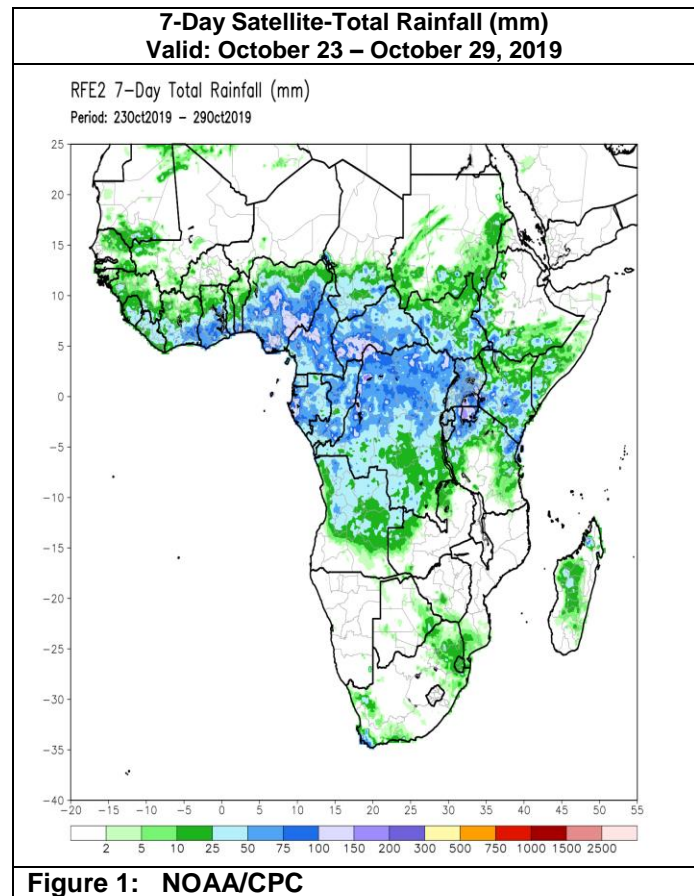 7-Day Satellite-Total Rainfall (mm)
Valid: October 23 – October 29, 2019
RFE2 7-Day Total Rainfall (mm)
Period: 23Oct2019 – 29Oct2019
25
20
15
10
5
0
-5
-10
-15
-20
-25
-30
-35
-40
-20 -15 -10 -5 0 5 10 15 20 25 30 35 40 45 50 55
2 5 10 25 50 75 100 150 200 300 500 750 1000 1500 2500
Figure 1: NOAA/CPC